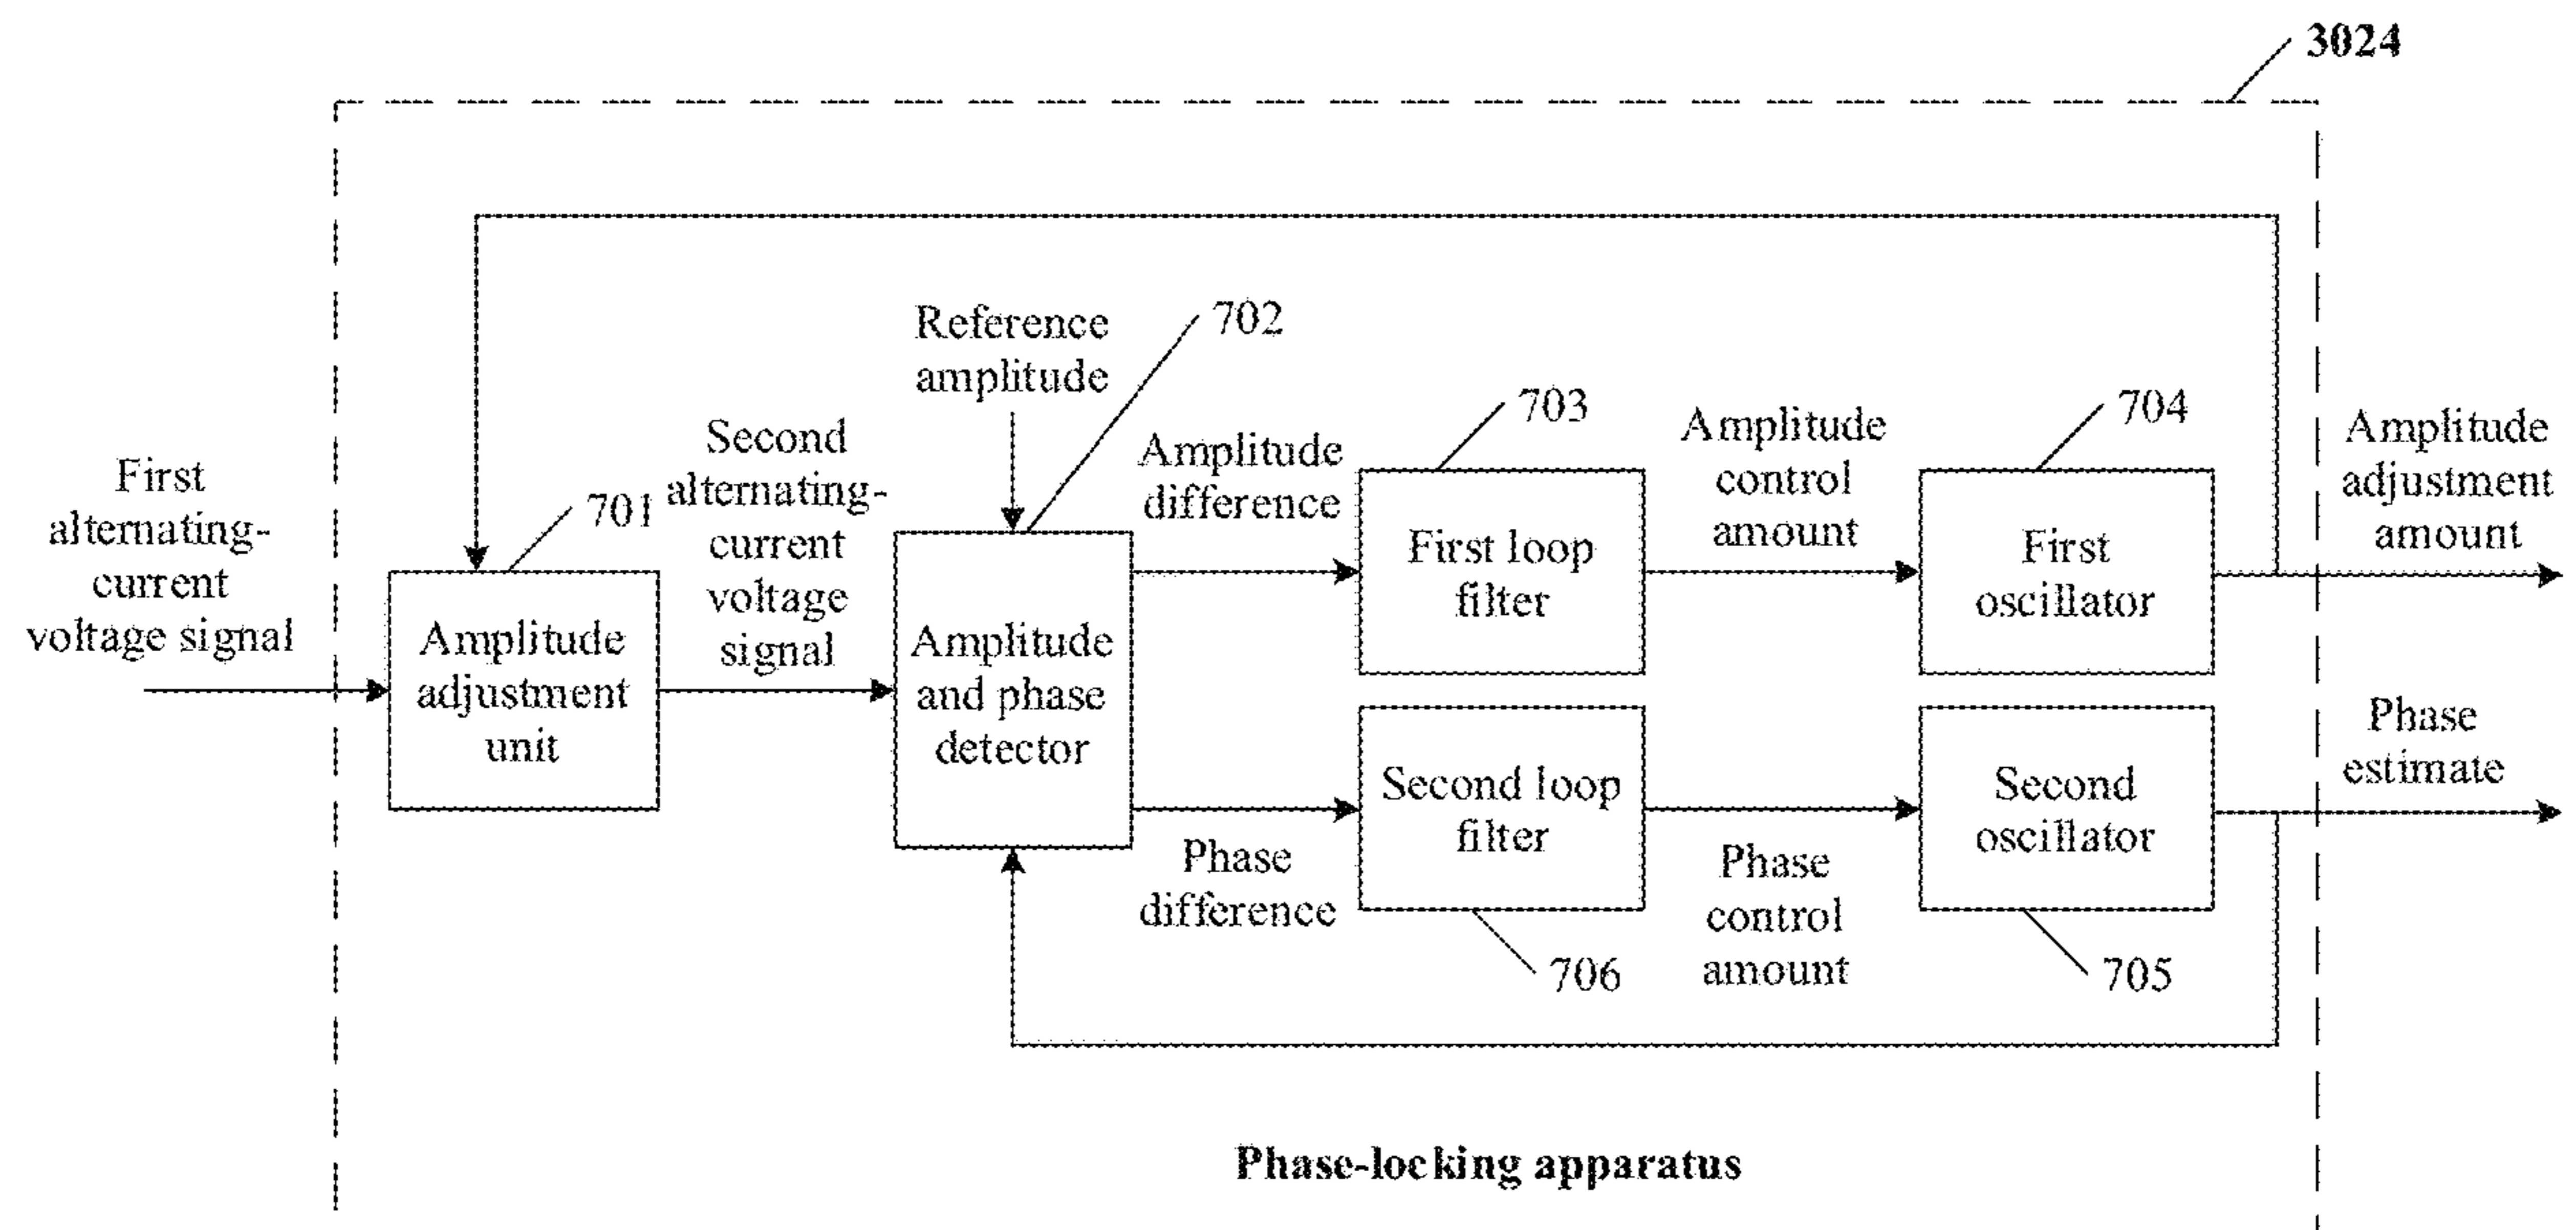 3024
Reference
amplitude
702
First
alternating-
current
voltage signal
701
Second
alternating-
current
voltage
signal
Amplitude
difference
703
Amplitude
control
amount
704
Amplitude
adjustment
amount
Amplitude
adjustment
unit
Amplitude
and phase
detector
First loop
filter
First
oscillator
Second loop
filter
Second
oscillator
Phase
estimate
Phase
difference
706
Phase
control
amount
705
Phase-locking apparatus